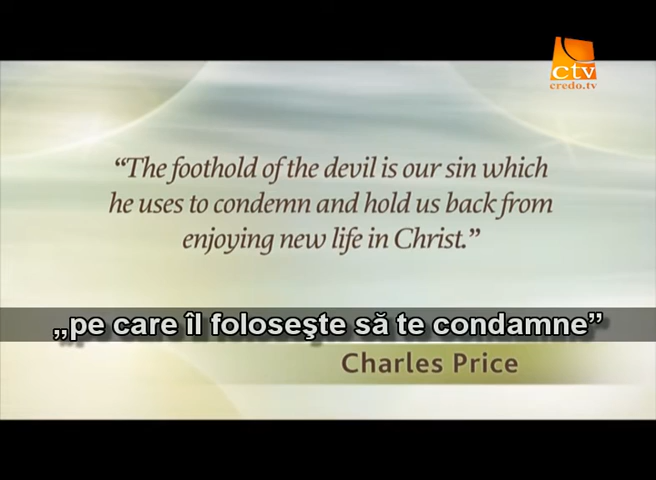 ctv
credo.tv
“The foothold of the devil is our sin which
he uses to condemn and hold us back from
enjoying new life in Christ.”
„pe care îl foloseşte să te condamne”
Charles Price